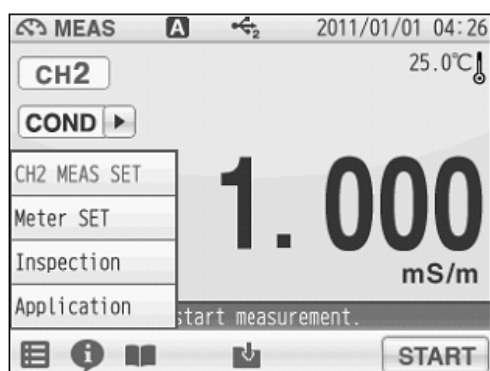 MEAS A 2 2011/01/01 04:26
25.0℃
CH2
COND
CH2 MEAS SET
Meter SET
Inspection
Application
1.000
mS/m
start measurement.
START